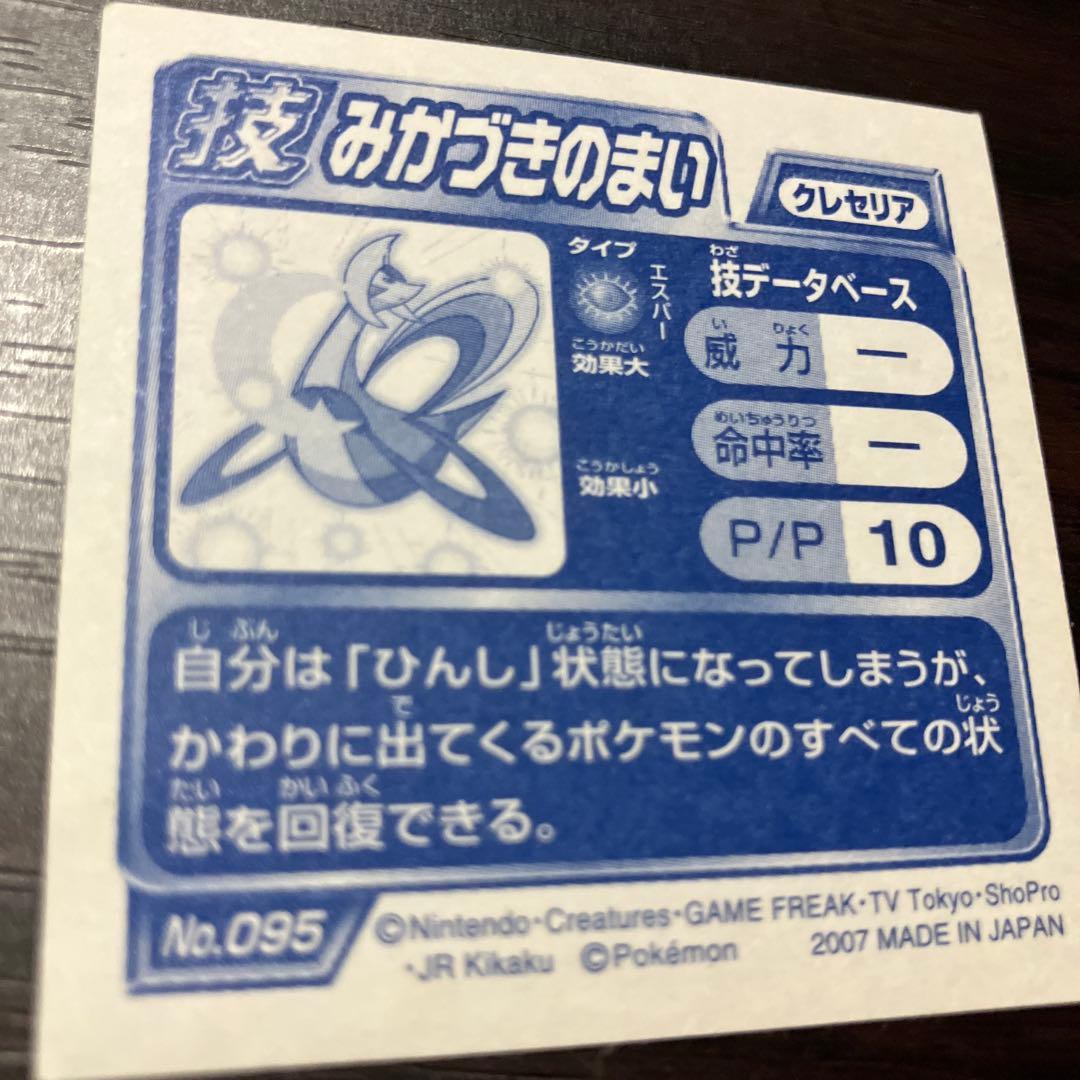 技 みかづきのまい
クレセリア
タイプ
エスパー
こうかだい
効果大
こうかしょう
効果小
わざ
技データベース
い りょく
威力 ー
めいちゅうりつ
命中率 ー
P/P 10
じ ぶん じょうたい
自分は「ひんし」状態になってしまうが、
で じょう
かわりに出てくるポケモンのすべての状
たい かい ふく
態を回復できる。
No.095
©Nintendo・Creatures・GAME FREAK・TV Tokyo・ShoPro
・JR Kikaku ©Pokémon 2007 MADE IN JAPAN